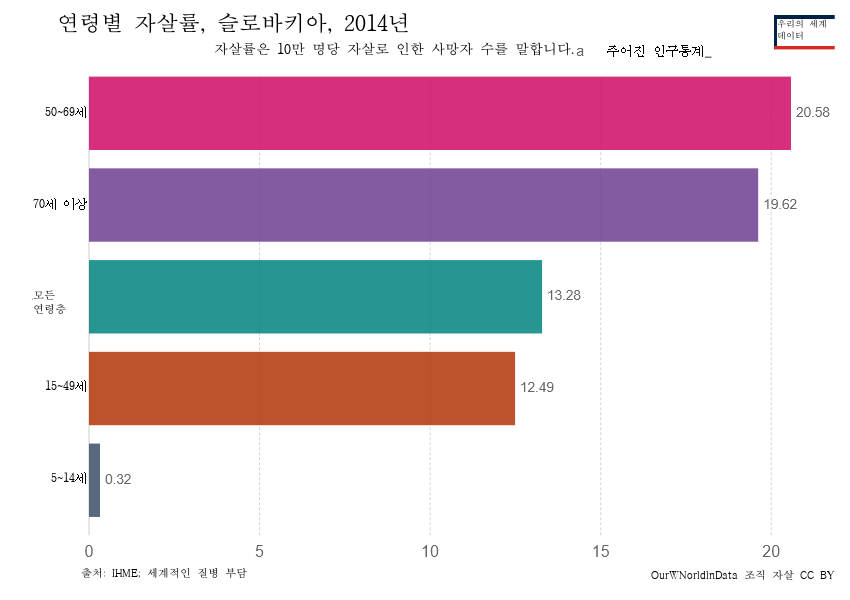 연령별 자살률, 슬로바키아, 2014년
우리의 세계
데이터
자살률은 10만 명당 자살로 인한 사망자 수를 말합니다.a 주어진 인구통계_
50~69세
20.58
70세 이상
19.62
모든
연령층
13.28
15~49세
12.49
5~14세
0.32
0 5 10 15 20
출처: IHME; 세계적인 질병 부담
OurWNorldInData 조직 자살 CC BY